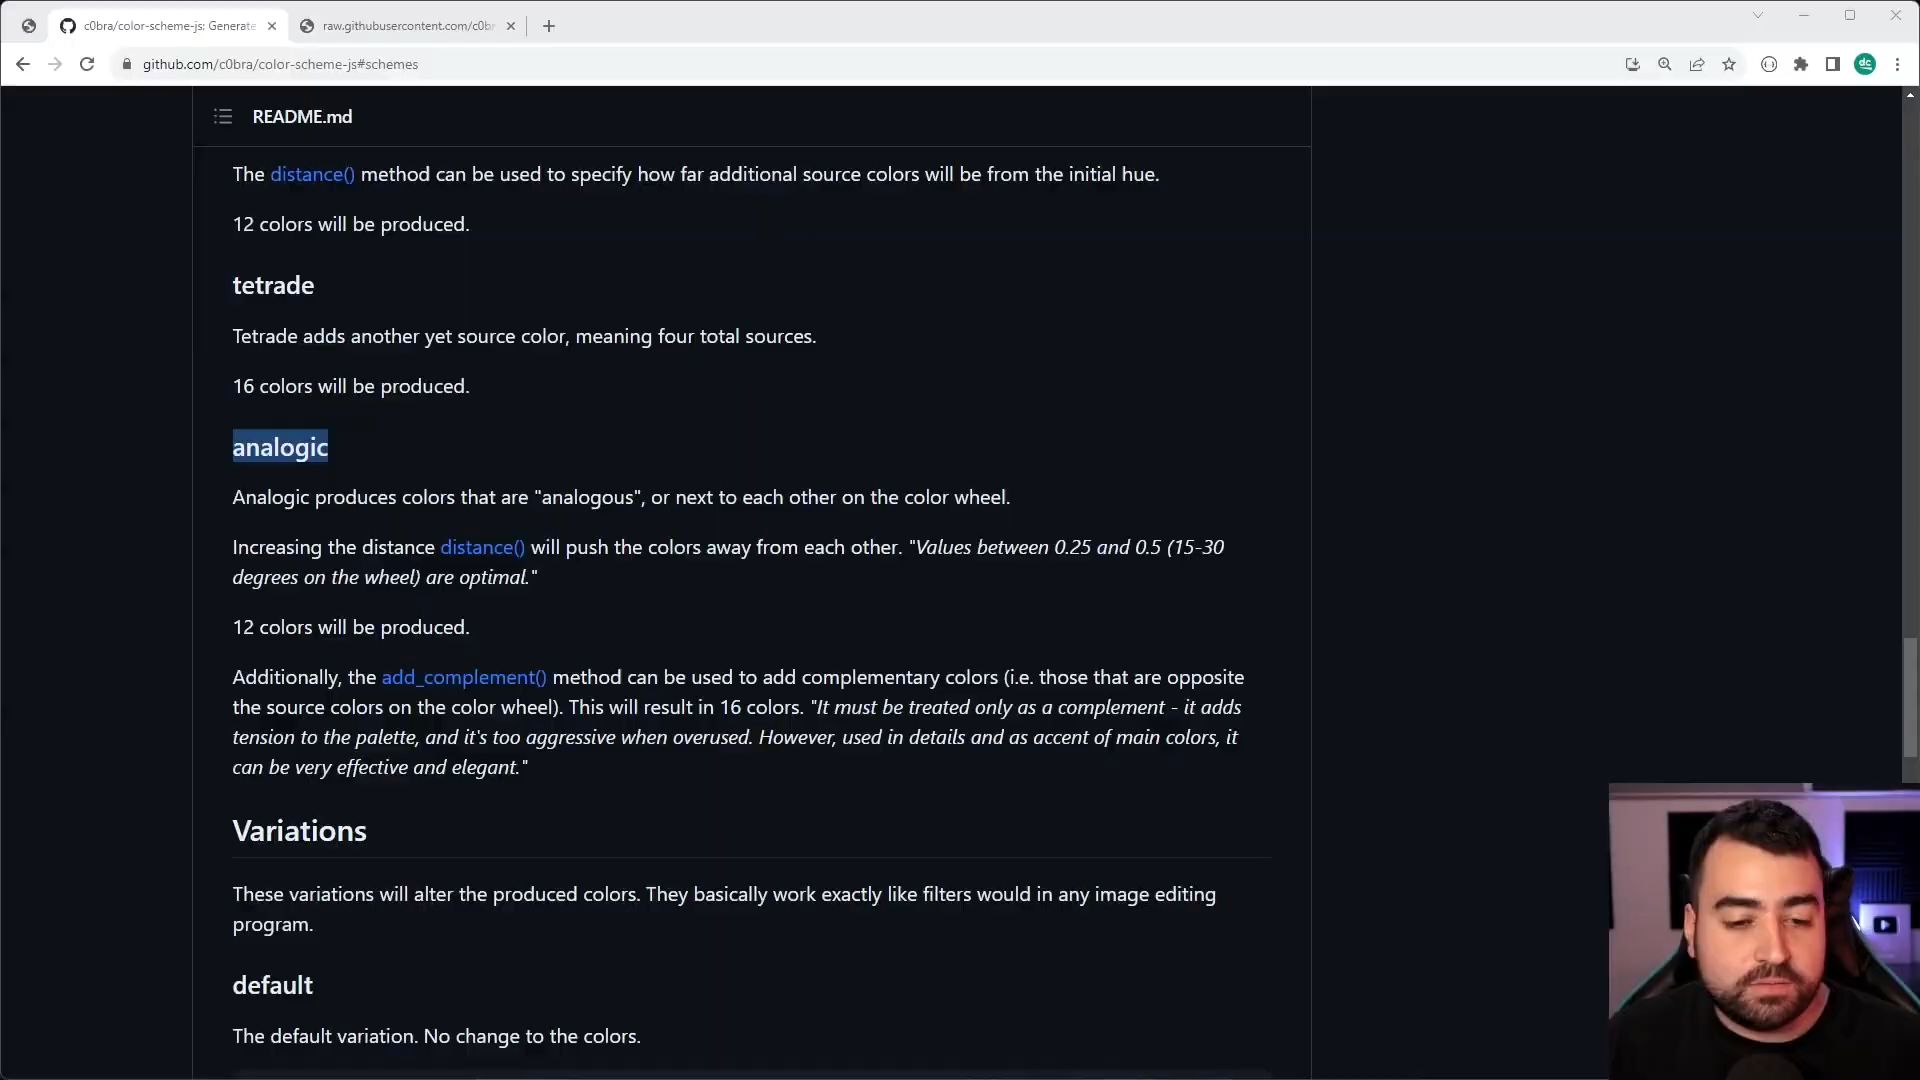 c0bra/color-scheme-js: Generate
raw.githubusercontent.com/c0br
github.com/c0bra/color-scheme-js#schemes
dc
README.md
The distance() method can be used to specify how far additional source colors will be from the initial hue.
12 colors will be produced.
tetrade
Tetrade adds another yet source color, meaning four total sources.
16 colors will be produced.
analogic
Analogic produces colors that are "analogous", or next to each other on the color wheel.
Increasing the distance distance() will push the colors away from each other. "Values between 0.25 and 0.5 (15-30
degrees on the wheel) are optimal."
12 colors will be produced.
Additionally, the add_complement() method can be used to add complementary colors (i.e. those that are opposite
the source colors on the color wheel). This will result in 16 colors. "It must be treated only as a complement - it adds
tension to the palette, and it's too aggressive when overused. However, used in details and as accent of main colors, it
can be very effective and elegant."
Variations
These variations will alter the produced colors. They basically work exactly like filters would in any image editing
program.
default
The default variation. No change to the colors.